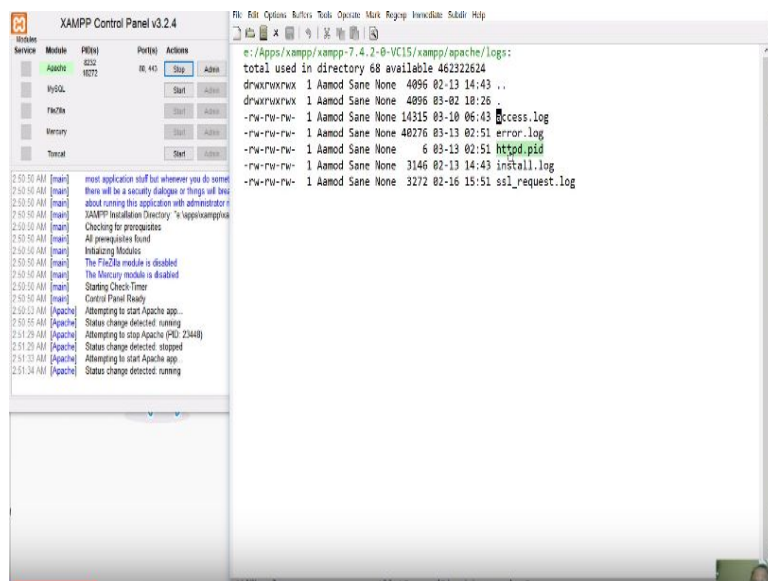 XAMPP Control Panel v3.2.4
Modules
Service Module PID(s) Port(s) Actions
Apache 8232 18272 80, 443 Stop Admin
MySQL Start Admin
FileZilla Start Admin
Mercury Start Admin
Tomcat Start Admin
2:50:50 AM [main] most application stuff but whenever you do somet
2:50:50 AM [main] there will be a security dialogue or things will brea
2:50:50 AM [main] about running this application with administrator r
2:50:50 AM [main] XAMPP Installation Directory: "e:\apps\xampp\xa
2:50:50 AM [main] Checking for prerequisites
2:50:50 AM [main] All prerequisites found
2:50:50 AM [main] Initializing Modules
2:50:50 AM [main] The FileZilla module is disabled
2:50:50 AM [main] The Mercury module is disabled
2:50:50 AM [main] Starting Check-Timer
2:50:50 AM [main] Control Panel Ready
2:50:53 AM [Apache] Attempting to start Apache app...
2:50:55 AM [Apache] Status change detected: running
2:51:29 AM [Apache] Attempting to stop Apache (PID: 23448)
2:51:29 AM [Apache] Status change detected: stopped
2:51:33 AM [Apache] Attempting to start Apache app...
2:51:34 AM [Apache] Status change detected: running
File Edit Options Buffers Tools Operate Mark Regexp Immediate Subdir Help
e:/Apps/xampp/xampp-7.4.2-0-VC15/xampp/apache/logs:
total used in directory 68 available 462322624
drwxrwxrwx 1 Aamod Sane None 4096 02-13 14:43 ..
drwxrwxrwx 1 Aamod Sane None 4096 03-02 18:26 .
-rw-rw-rw- 1 Aamod Sane None 14315 03-10 06:43 access.log
-rw-rw-rw- 1 Aamod Sane None 40276 03-13 02:51 error.log
-rw-rw-rw- 1 Aamod Sane None 6 03-13 02:51 httpd.pid
-rw-rw-rw- 1 Aamod Sane None 3146 02-13 14:43 install.log
-rw-rw-rw- 1 Aamod Sane None 3272 02-16 15:51 ssl_request.log